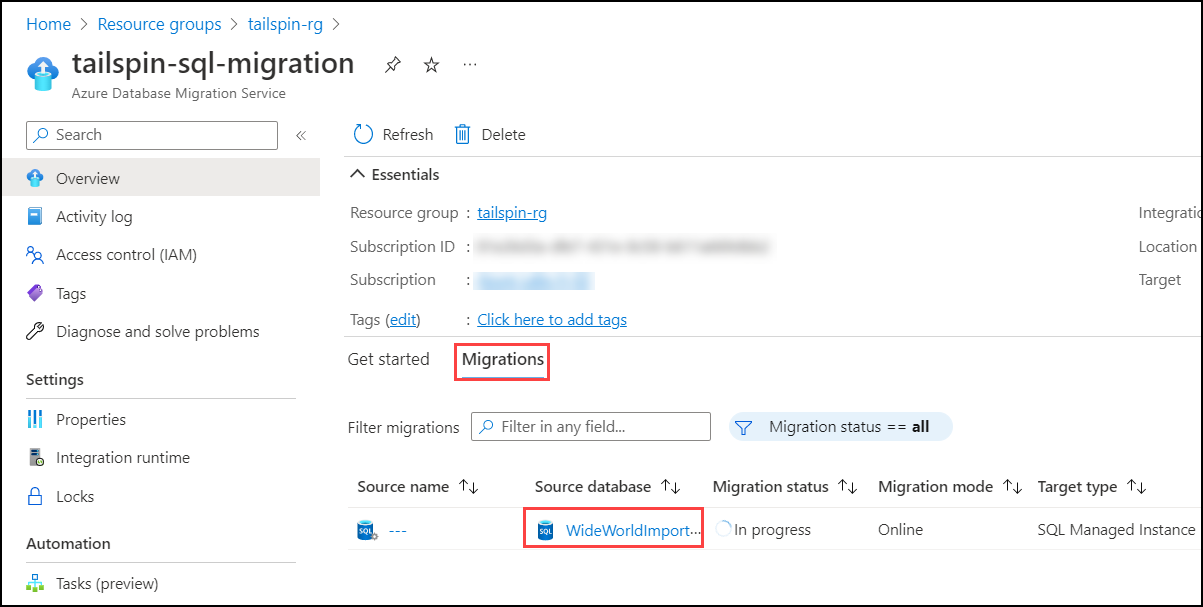 Home > Resource groups > tailspin-rg >
tailspin-sql-migration
Azure Database Migration Service
Search
Refresh
Delete
Overview
Activity log
Access control (IAM)
Tags
Diagnose and solve problems
Settings
Properties
Integration runtime
Locks
Automation
Tasks (preview)
Essentials
Resource group : tailspin-rg
Subscription ID :
Subscription :
Tags (edit) : Click here to add tags
Location
Target
Get started
Migrations
Filter migrations
Filter in any field...
Migration status == all
Source name
Source database
Migration status
Migration mode
Target type
SQL
---
SQL
WideWorldImport...
In progress
Online
SQL Managed Instance